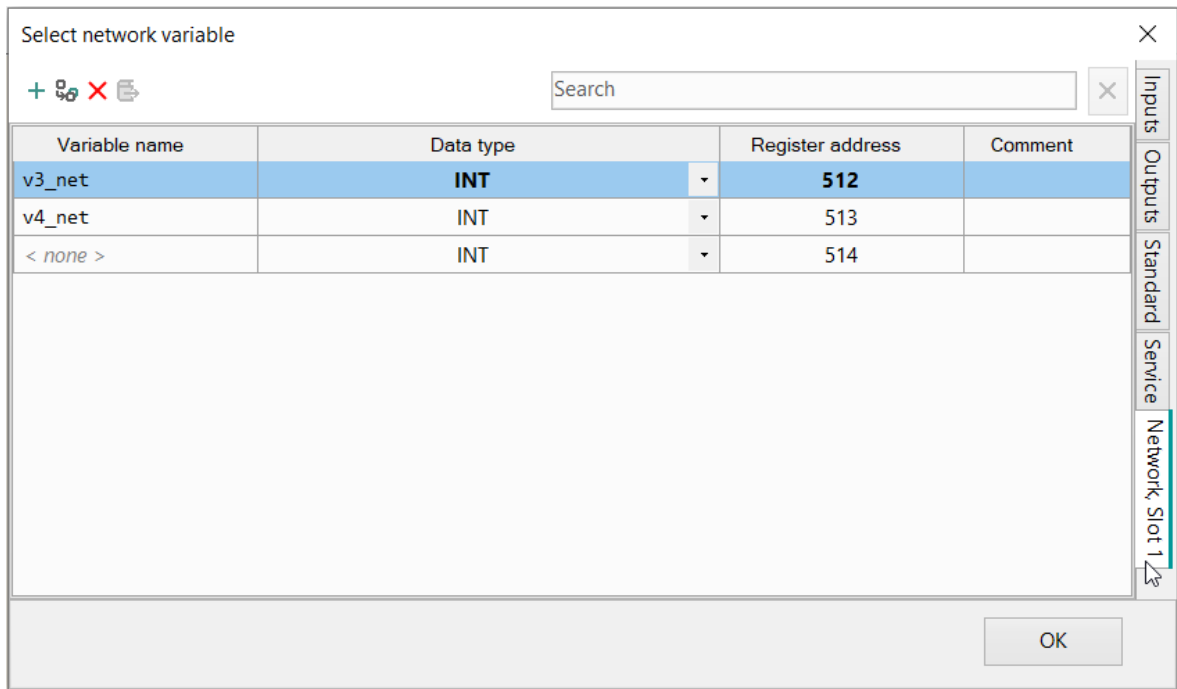 Select network variable
Search
Variable name Data type Register address Comment
v3_net INT 512
v4_net INT 513
< none > INT 514
Inputs
Outputs
Standard
Service
Network, Slot 1
OK